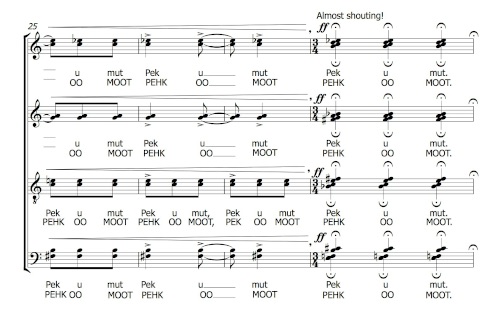 Almost shouting!
25
ff
u mut Pek u mut Pek u mut.
OO MOOT PEHK OO MOOT PEHK OO MOOT.
ff
u mut Pek u mut Pek u mut.
OO MOOT PEHK OO MOOT PEHK OO MOOT.
ff
Pek u mut Pek u mut, Pek u mut Pek u mut.
PEHK OO MOOT PEHK OO MOOT, PEK OO MOOT PEHK OO MOOT.
ff
Pek u mut Pek u mut Pek u mut.
PEHK OO MOOT PEHK OO MOOT PEHK OO MOOT.